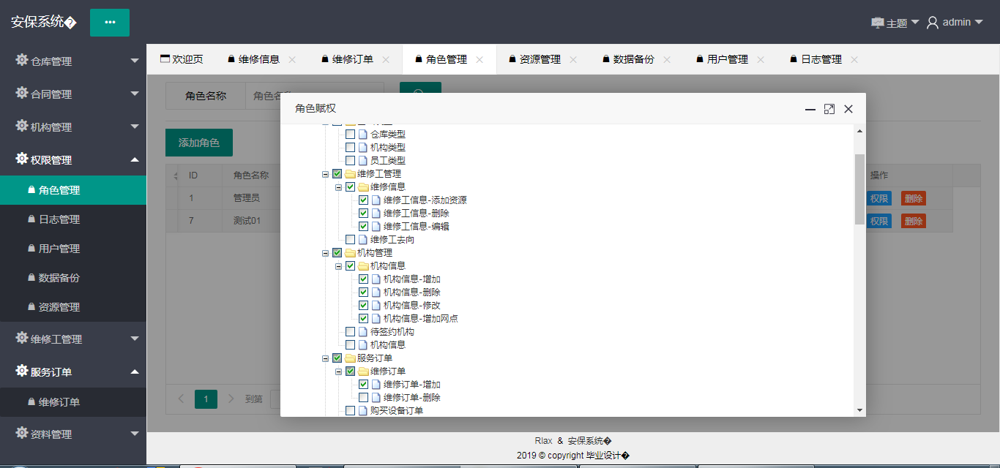 安保系统�
主题
admin
仓库管理
合同管理
机构管理
权限管理
角色管理
日志管理
用户管理
数据备份
资源管理
维修工管理
服务订单
维修订单
资料管理
欢迎页
维修信息
维修订单
角色管理
资源管理
数据备份
用户管理
日志管理
角色名称
添加角色
ID 角色名称 操作
1 管理员 权限 删除
7 测试01 权限 删除
1 到第
角色赋权
仓库类型
机构类型
员工类型
维修工管理
维修信息
维修工信息-添加资源
维修工信息-删除
维修工信息-编辑
维修工去向
机构管理
机构信息
机构信息-增加
机构信息-删除
机构信息-修改
机构信息-增加网点
待签约机构
机构信息
服务订单
维修订单
维修订单-增加
维修订单-删除
购买设备订单
Rlax & 安保系统�
2019 © copyright 毕业设计�